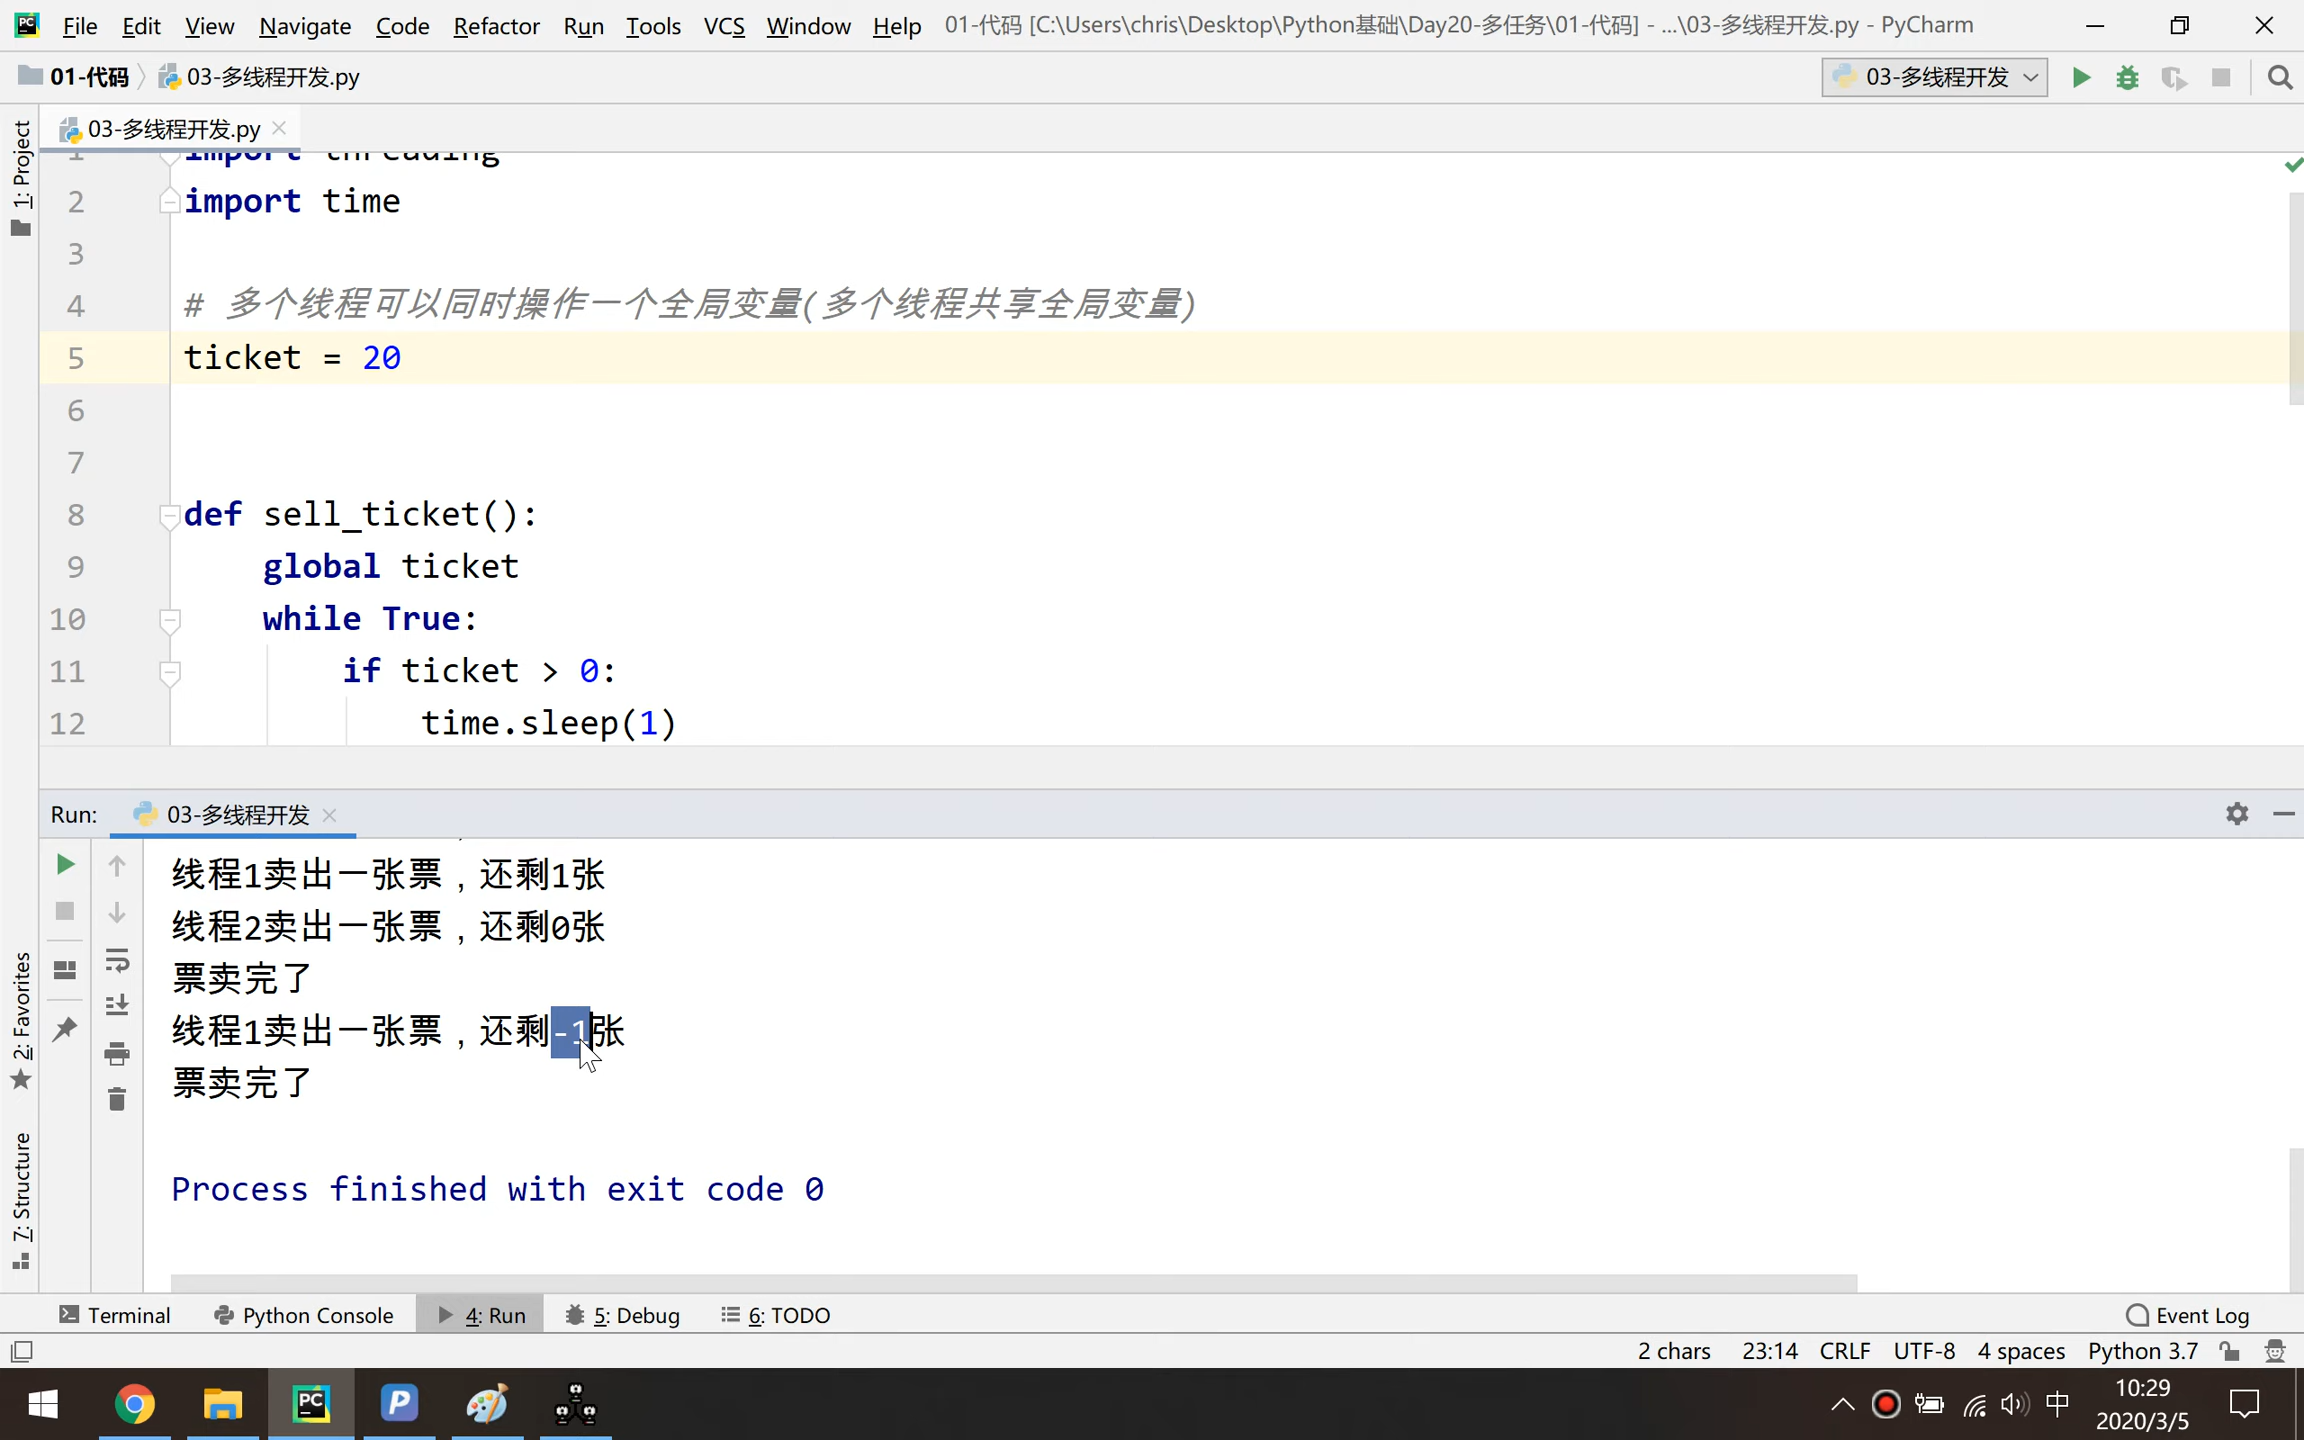 File Edit View Navigate Code Refactor Run Tools VCS Window Help 01-代码 [C:\Users\chris\Desktop\Python基础\Day20-多任务\01-代码] - ...\03-多线程开发.py - PyCharm
01-代码 03-多线程开发.py 03-多线程开发
03-多线程开发.py
1: Project
1 import threading
2 import time
3
4 # 多个线程可以同时操作一个全局变量(多个线程共享全局变量)
5 ticket = 20
6
7
8 def sell_ticket():
9 global ticket
10 while True:
11 if ticket > 0:
12 time.sleep(1)
Run: 03-多线程开发
线程1卖出一张票，还剩1张
线程2卖出一张票，还剩0张
票卖完了
线程1卖出一张票，还剩-1张
票卖完了
Process finished with exit code 0
2: Favorites
7: Structure
Terminal Python Console 4: Run 5: Debug 6: TODO Event Log
2 chars 23:14 CRLF UTF-8 4 spaces Python 3.7
PC P 中 10:29
2020/3/5